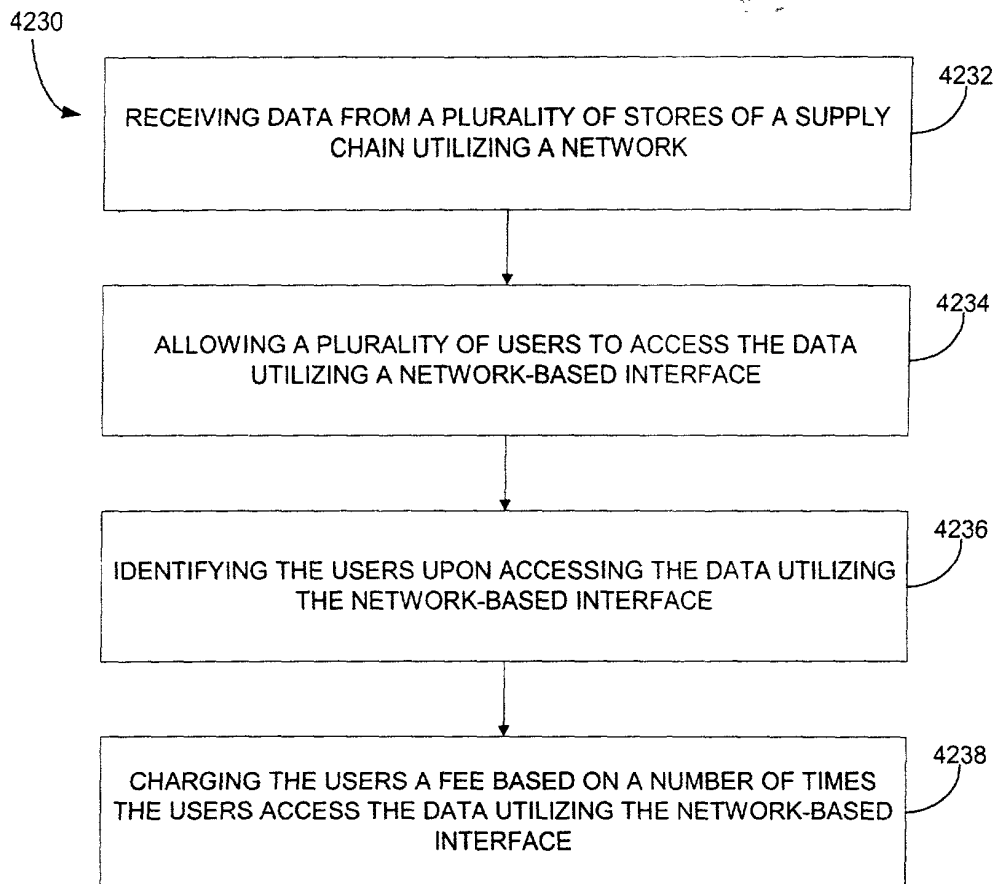 4230
4232
RECEIVING DATA FROM A PLURALITY OF STORES OF A SUPPLY
CHAIN UTILIZING A NETWORK
4234
ALLOWING A PLURALITY OF USERS TO ACCESS THE DATA
UTILIZING A NETWORK-BASED INTERFACE
4236
IDENTIFYING THE USERS UPON ACCESSING THE DATA UTILIZING
THE NETWORK-BASED INTERFACE
4238
CHARGING THE USERS A FEE BASED ON A NUMBER OF TIMES
THE USERS ACCESS THE DATA UTILIZING THE NETWORK-BASED
INTERFACE